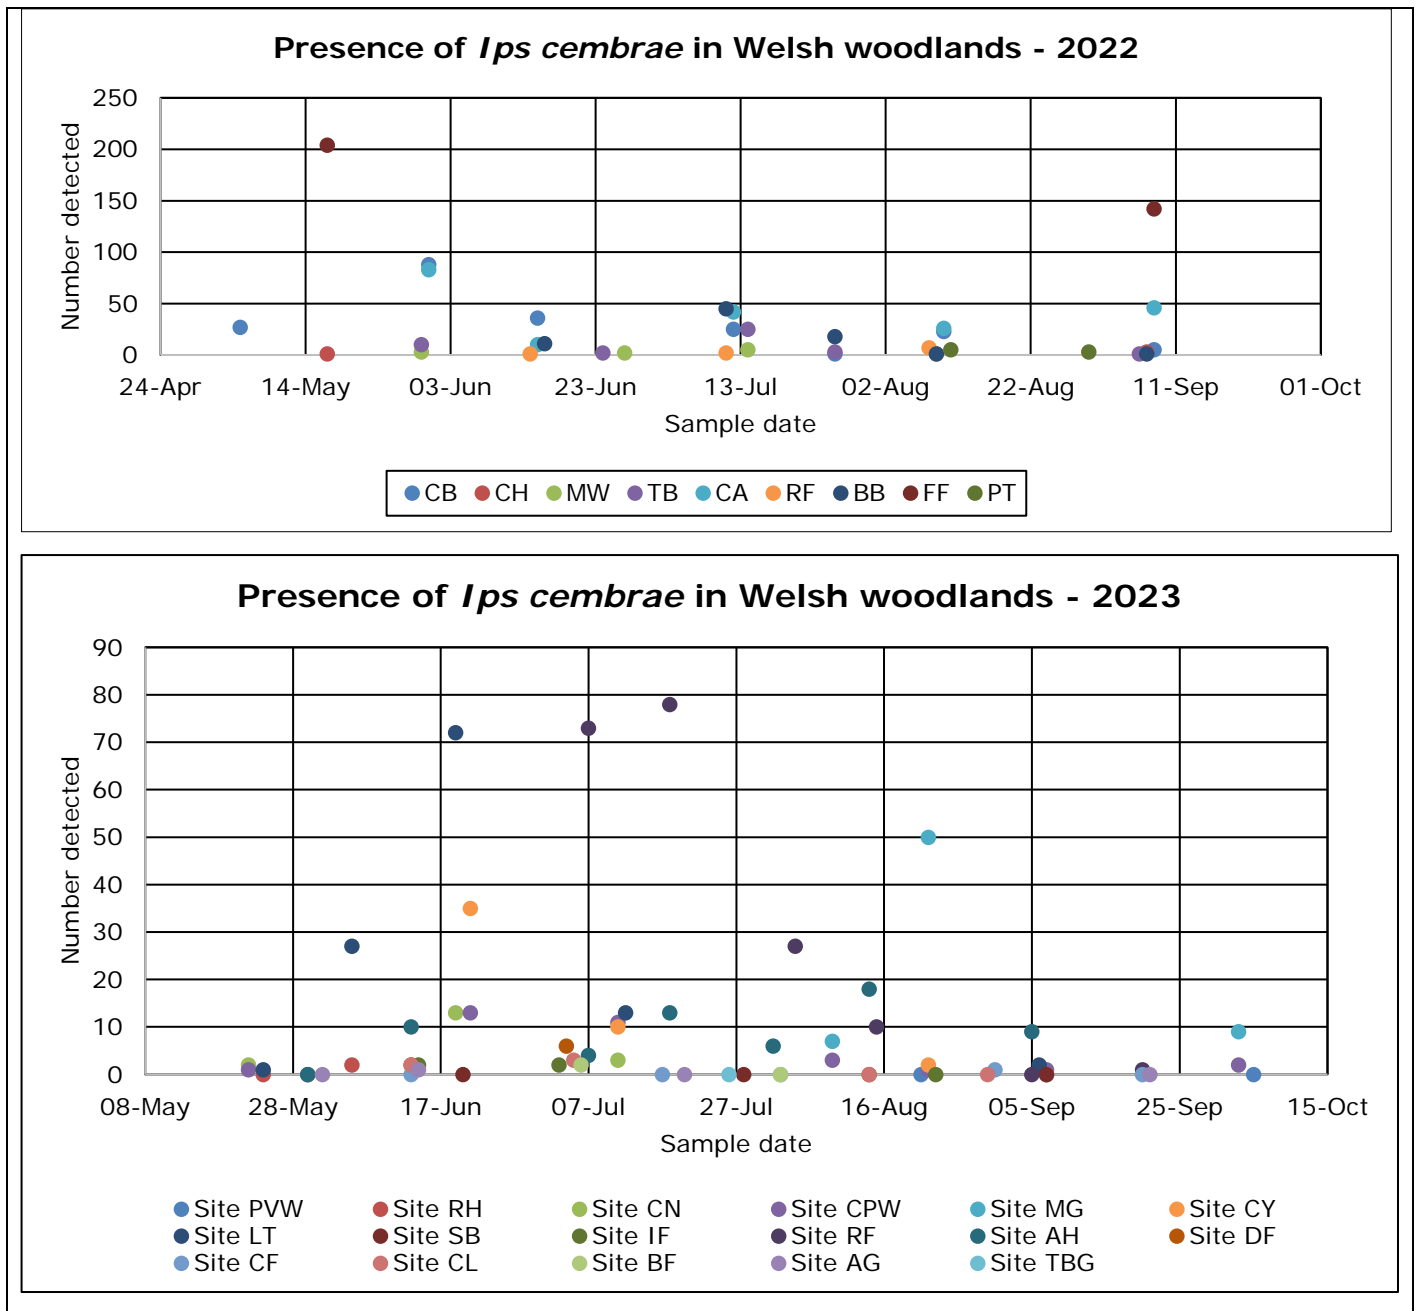 Presence of Ips cembrae in Welsh woodlands - 2022
250
200
150
100
50
0
Number detected
24-Apr 14-May 03-Jun 23-Jun 13-Jul 02-Aug 22-Aug 11-Sep 01-Oct
Sample date
CB CH MW TB CA RF BB FF PT
Presence of Ips cembrae in Welsh woodlands - 2023
90
80
70
60
50
40
30
20
10
0
Number detected
08-May 28-May 17-Jun 07-Jul 27-Jul 16-Aug 05-Sep 25-Sep 15-Oct
Sample date
Site PVW Site RH Site CN Site CPW Site MG Site CY
Site LT Site SB Site IF Site RF Site AH Site DF
Site CF Site CL Site BF Site AG Site TBG